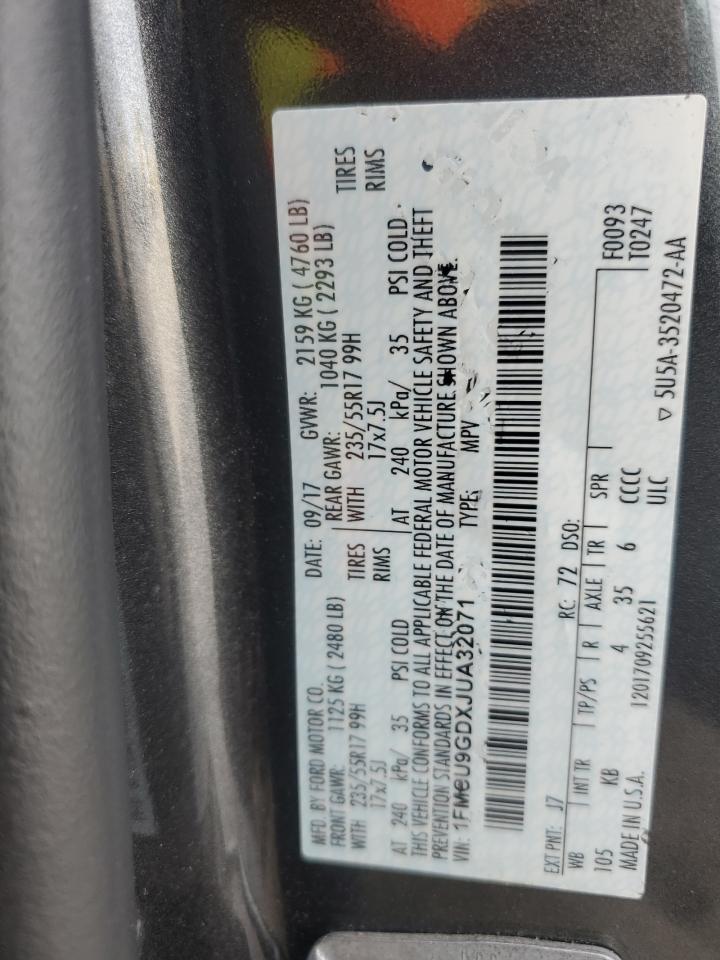 MFD. BY FORD MOTOR CO. DATE: 09/17 GVWR: 2159 KG ( 4760 LB)
FRONT GAWR: 1125 KG ( 2480 LB) REAR GAWR: 1040 KG ( 2293 LB)
WITH 235/55R17 99H TIRES WITH 235/55R17 99H TIRES
17x7.5J RIMS 17x7.5J RIMS
AT 240 kPa/ 35 PSI COLD AT 240 kPa/ 35 PSI COLD
THIS VEHICLE CONFORMS TO ALL APPLICABLE FEDERAL MOTOR VEHICLE SAFETY AND THEFT
PREVENTION STANDARDS IN EFFECT ON THE DATE OF MANUFACTURE SHOWN ABOVE.
VIN: 1FMCU9GDXJUA32071 TYPE: MPV
EXT PNT: J7 RC: 72 DSO:
WB INT TR TP/PS R AXLE TR SPR F0093
105 KB 4 35 6 CCCC T0247
MADE IN U.S.A. 1201709255621 ULC
▽ 5U5A-3520472-AA